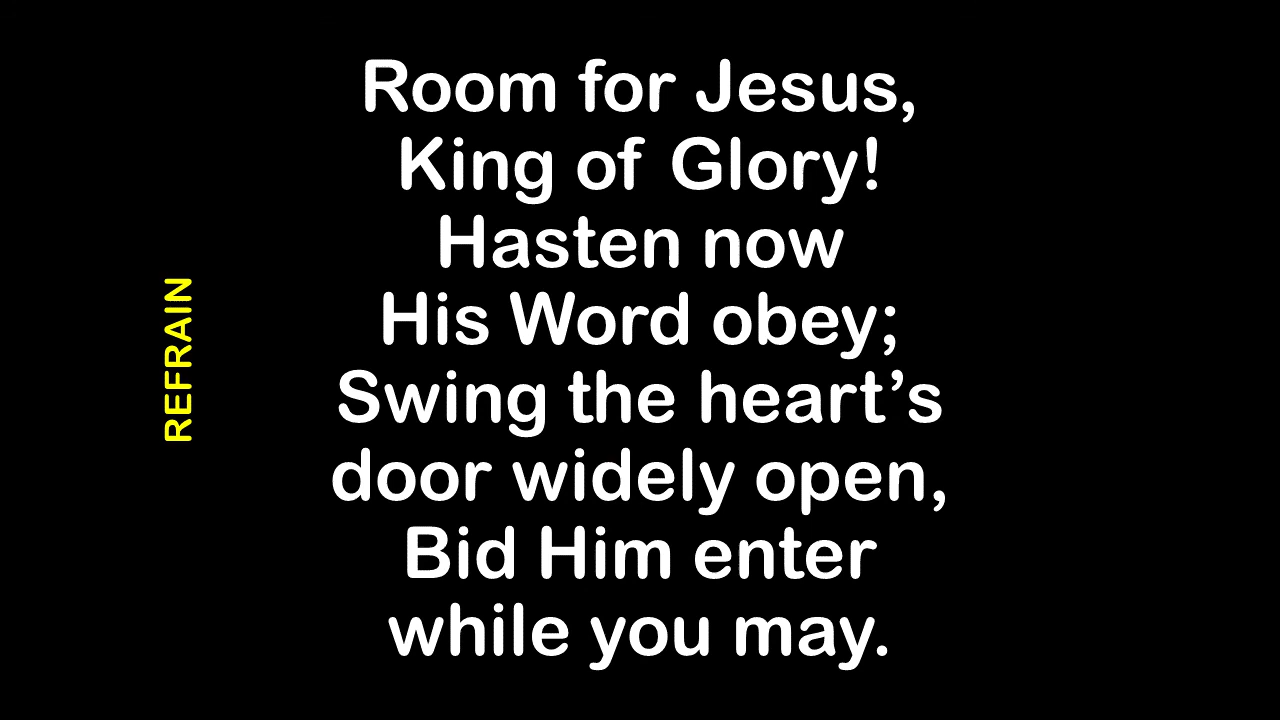 REFRAIN
Room for Jesus,
King of Glory!
Hasten now
His Word obey;
Swing the heart’s
door widely open,
Bid Him enter
while you may.